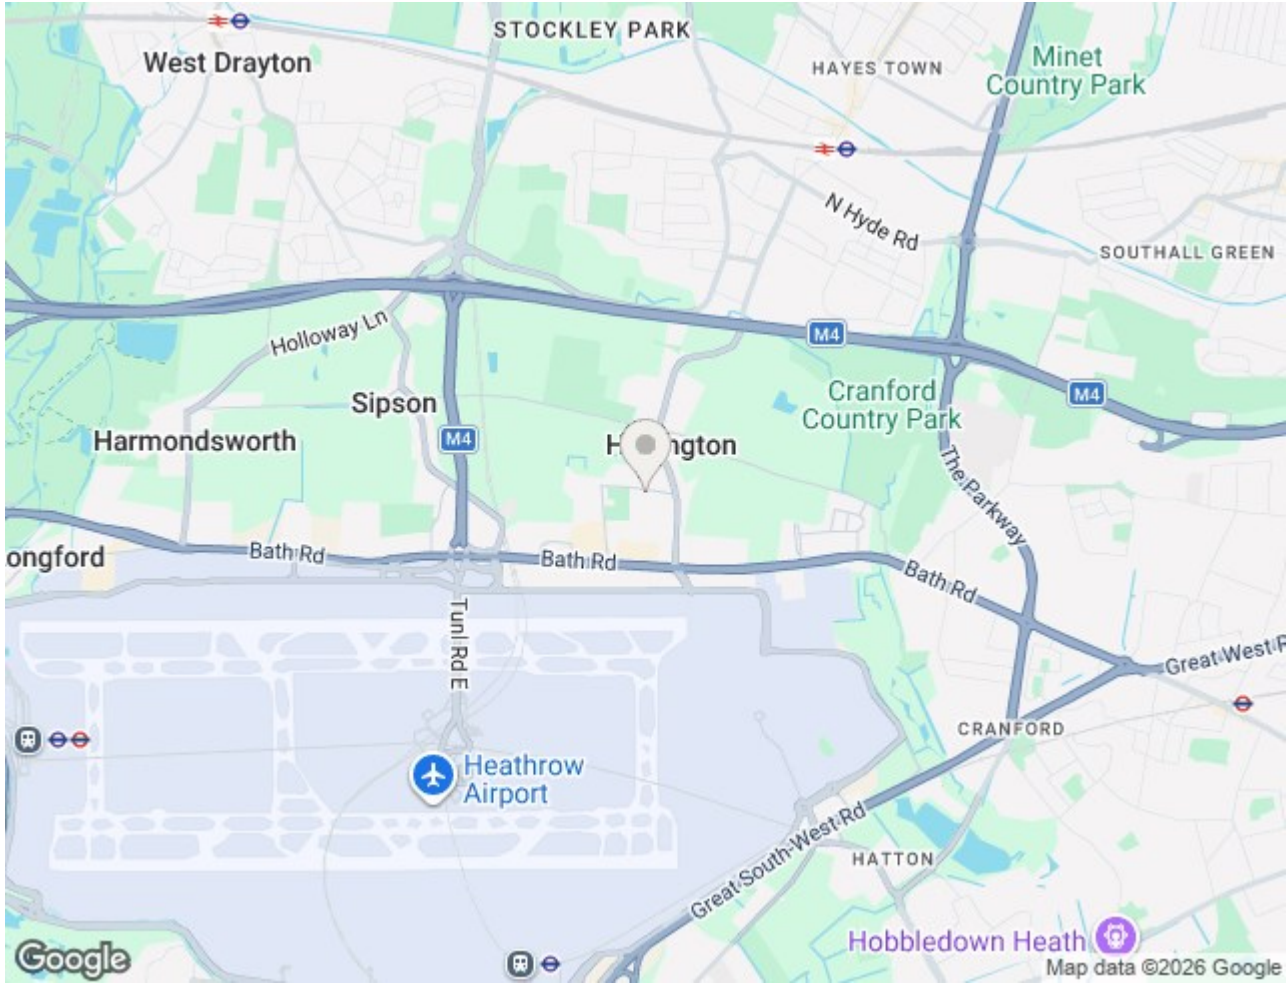 STOCKLEY PARK
West Drayton
HAYES TOWN
Minet
Country Park
N Hyde Rd
SOUTHALL GREEN
Holloway Ln
M4
Cranford
Country Park
M4
Sipson
Harmondsworth
M4
H ngton
The Parkway
ongford
Bath Rd
Bath Rd
Bath Rd
Tunl Rd E
Great West R
CRANFORD
Heathrow
Airport
Great South-West Rd
HATTON
Hobbledown Heath
Google
Map data ©2026 Google